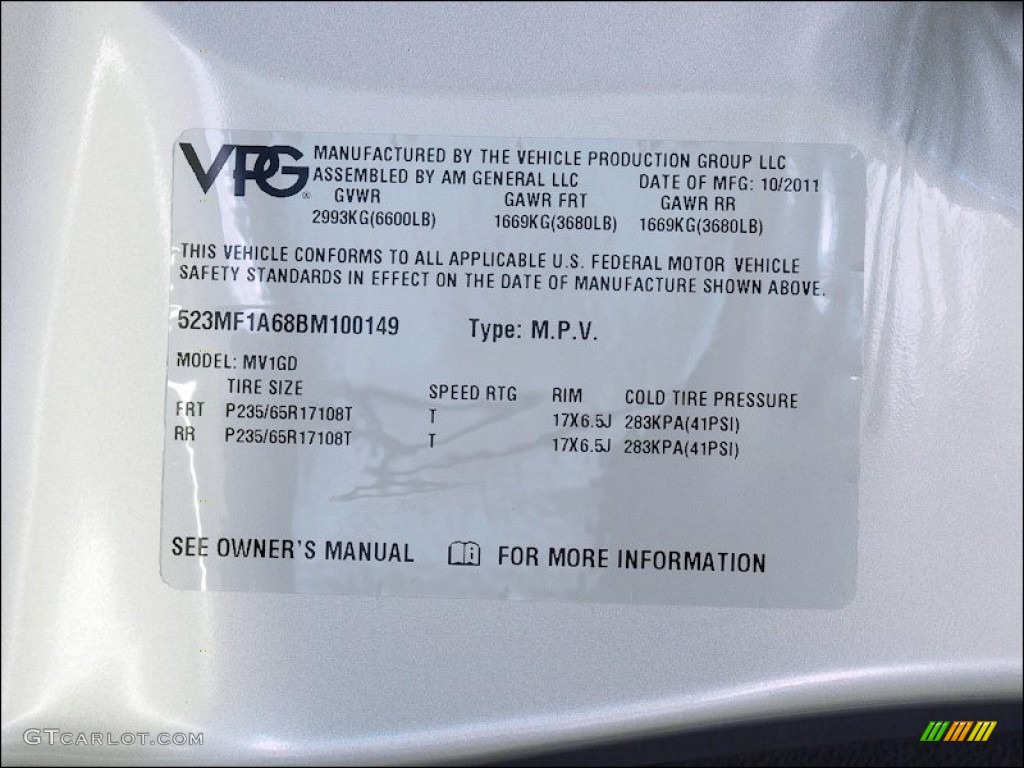 VPG® MANUFACTURED BY THE VEHICLE PRODUCTION GROUP LLC
ASSEMBLED BY AM GENERAL LLC DATE OF MFG: 10/2011
GVWR GAWR FRT GAWR RR
2993KG(6600LB) 1669KG(3680LB) 1669KG(3680LB)
THIS VEHICLE CONFORMS TO ALL APPLICABLE U.S. FEDERAL MOTOR VEHICLE
SAFETY STANDARDS IN EFFECT ON THE DATE OF MANUFACTURE SHOWN ABOVE.
523MF1A68BM100149 Type: M.P.V.
MODEL: MV1GD
TIRE SIZE SPEED RTG RIM COLD TIRE PRESSURE
FRT P235/65R17108T T 17X6.5J 283KPA(41PSI)
RR P235/65R17108T T 17X6.5J 283KPA(41PSI)
SEE OWNER'S MANUAL FOR MORE INFORMATION
GTCARLOT.COM